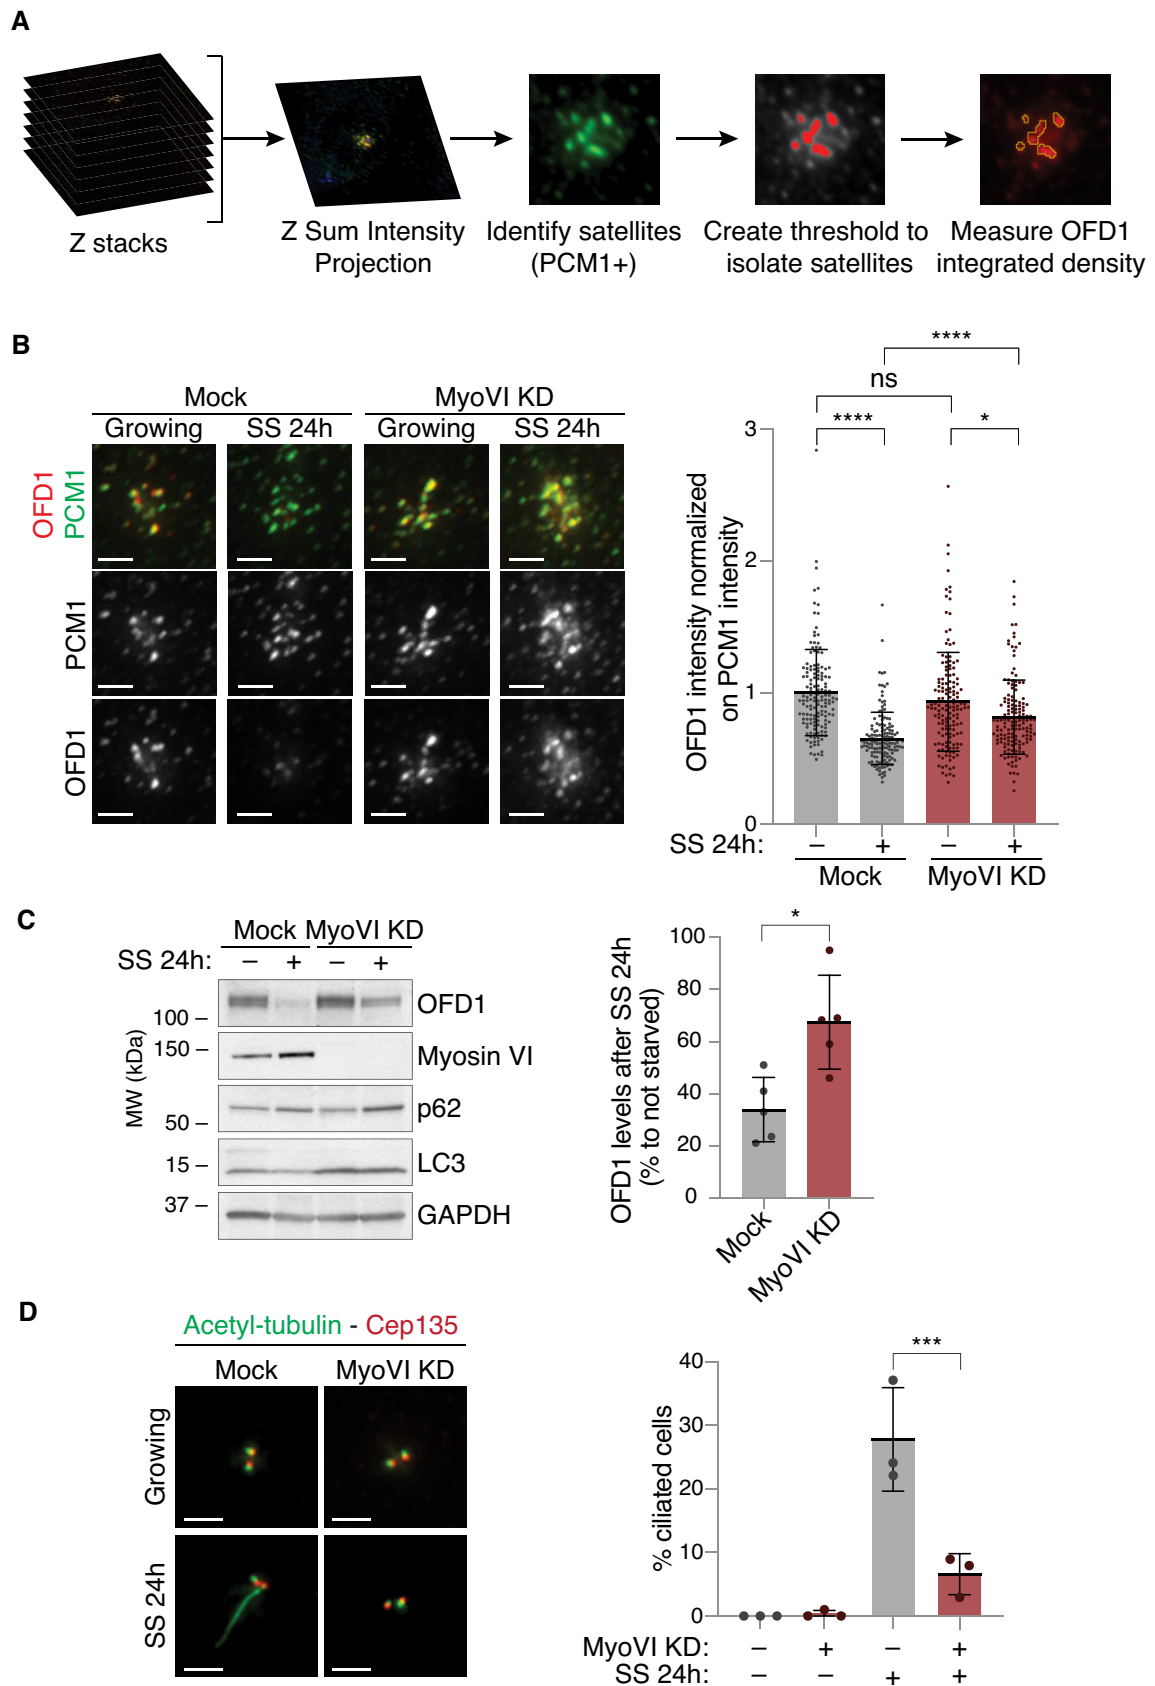 A
Z stacks
Z Sum Intensity
Projection
Identify satellites
(PCM1+)
Create threshold to
isolate satellites
Measure OFD1
integrated density
B
Mock
MyoVI KD
Growing
SS 24h
Growing
SS 24h
OFD1
PCM1
PCM1
OFD1
****
ns
****
*
OFD1 intensity normalized
on PCM1 intensity
3
2
1
0
SS 24h:
– + – +
Mock
MyoVI KD
C
Mock
MyoVI KD
SS 24h:
– + – +
MW (kDa)
100 –
150 –
50 –
15 –
37 –
OFD1
Myosin VI
p62
LC3
GAPDH
*
OFD1 levels after SS 24h
(% to not starved)
100
80
60
40
20
0
Mock
MyoVI KD
D
Acetyl-tubulin - Cep135
Mock
MyoVI KD
Growing
SS 24h
***
% ciliated cells
40
30
20
10
0
MyoVI KD: – + – +
SS 24h: – – + +